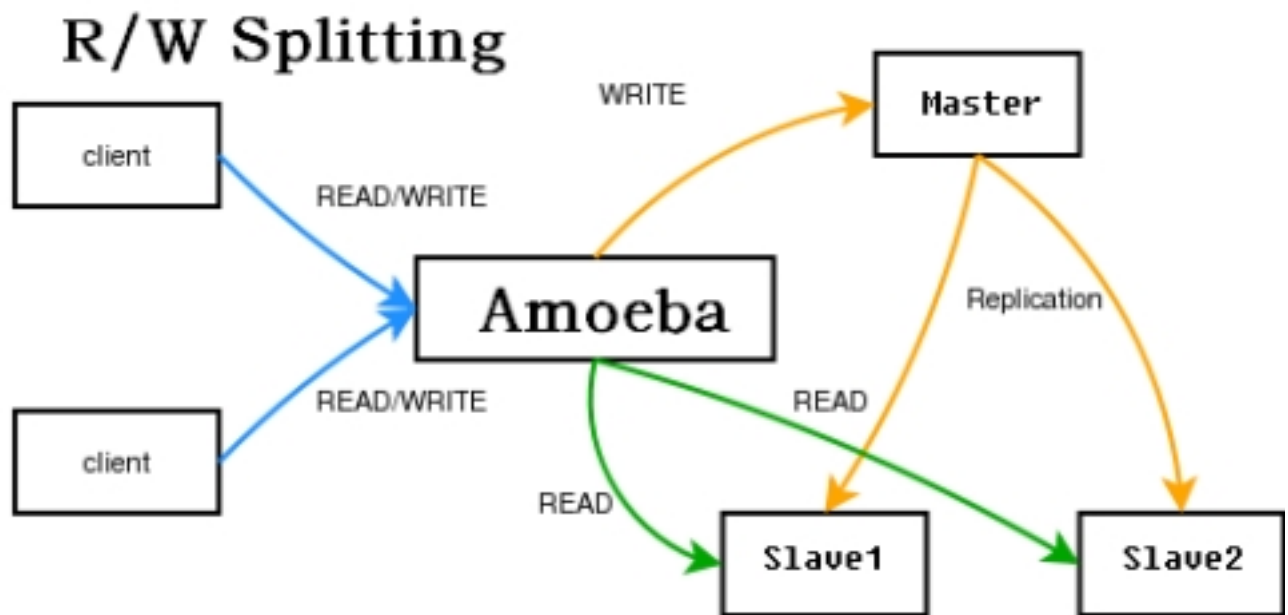 R/W Splitting
WRITE
Master
client
READ/WRITE
Amoeba
Replication
READ/WRITE
READ
client
READ
Slave1
Slave2